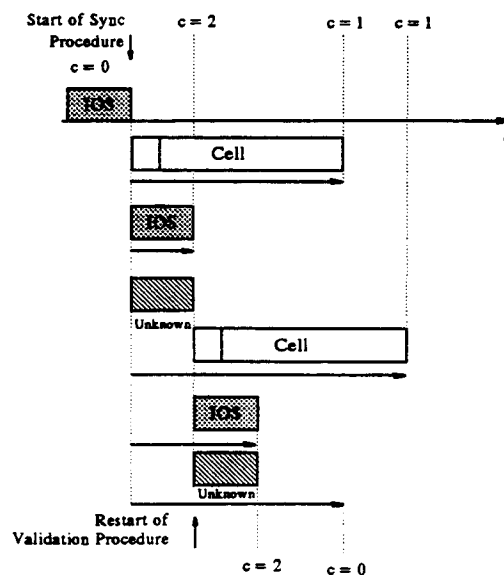 Start of Sync
Procedure
c = 2
c = 1
c = 1
c = 0
IOS
Cell
IOS
Unknown
Cell
IOS
Unknown
Restart of
Validation Procedure
c = 2
c = 0